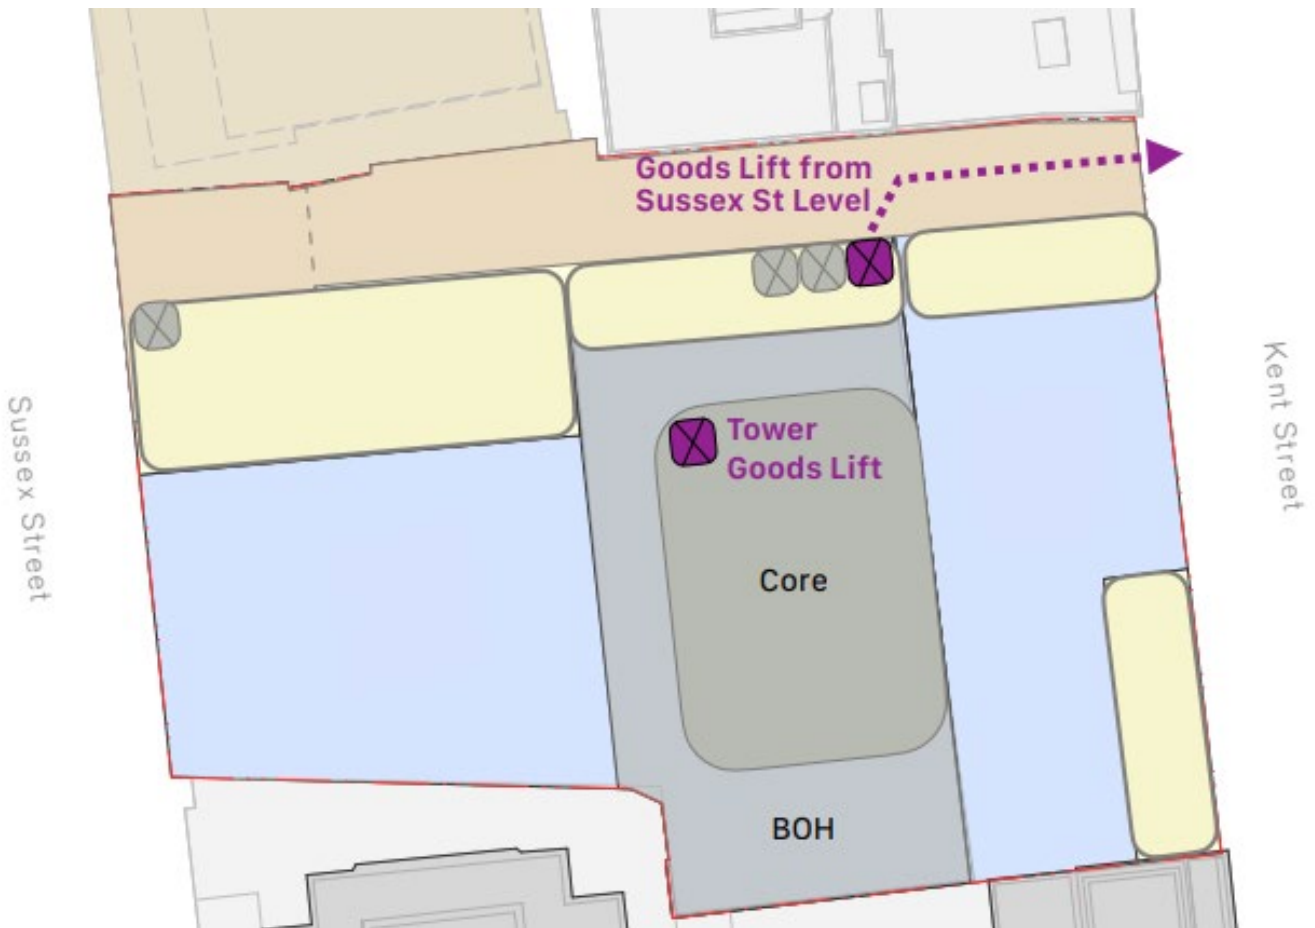 Goods Lift from
Sussex St Level
Tower
Goods Lift
Core
BOH
Sussex Street
Kent Street